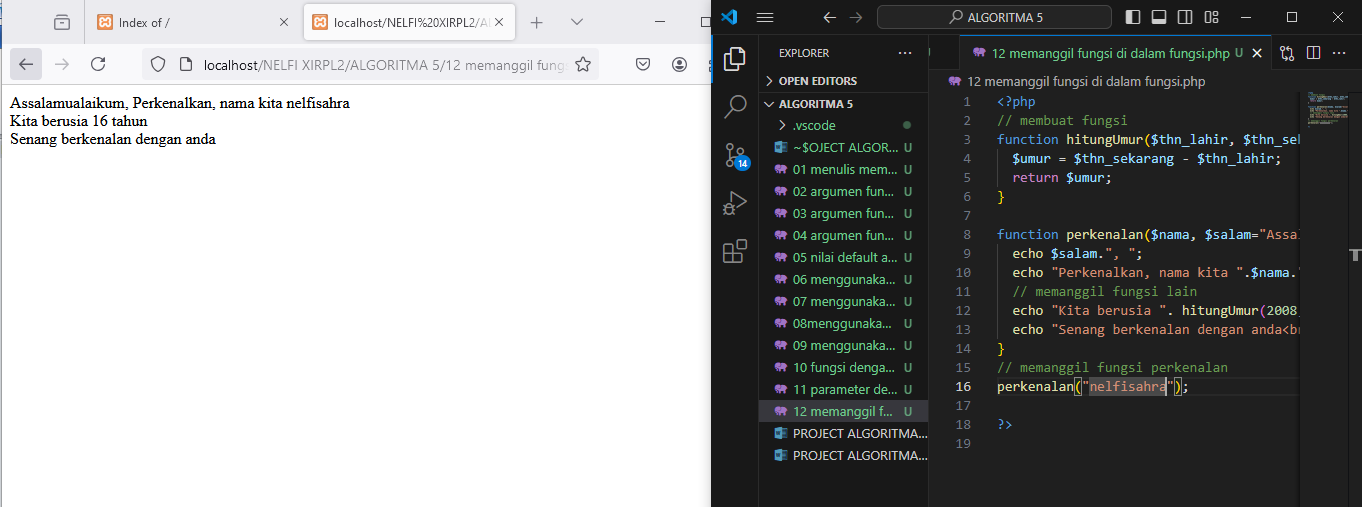 Index of /
localhost/NELFI%20XIRPL2/AL
localhost/NELFI XIRPL2/ALGORITMA 5/12 memanggil fung
Assalamualaikum, Perkenalkan, nama kita nelfisahra
Kita berusia 16 tahun
Senang berkenalan dengan anda
ALGORITMA 5
EXPLORER
OPEN EDITORS
ALGORITMA 5
.vscode
~$OJECT ALGOR... U
01 menulis mem... U
02 argumen fun... U
03 argumen fun... U
04 argumen fun... U
05 nilai default a... U
06 menggunaka... U
07 menggunaka... U
08menggunaka... U
09 menggunaka... U
10 fungsi denga... U
11 parameter de... U
12 memanggil f... U
PROJECT ALGORITMA...
PROJECT ALGORITMA...
14
12 memanggil fungsi di dalam fungsi.php U
12 memanggil fungsi di dalam fungsi.php
1 <?php
2 // membuat fungsi
3 function hitungUmur($thn_lahir, $thn_sek
4 $umur = $thn_sekarang - $thn_lahir;
5 return $umur;
6 }
7
8 function perkenalan($nama, $salam="Assal
9 echo $salam.", ";
10 echo "Perkenalkan, nama kita ".$nama."
11 // memanggil fungsi lain
12 echo "Kita berusia ". hitungUmur(2008,
13 echo "Senang berkenalan dengan anda<br
14 }
15 // memanggil fungsi perkenalan
16 perkenalan("nelfisahra");
17
18 ?>
19